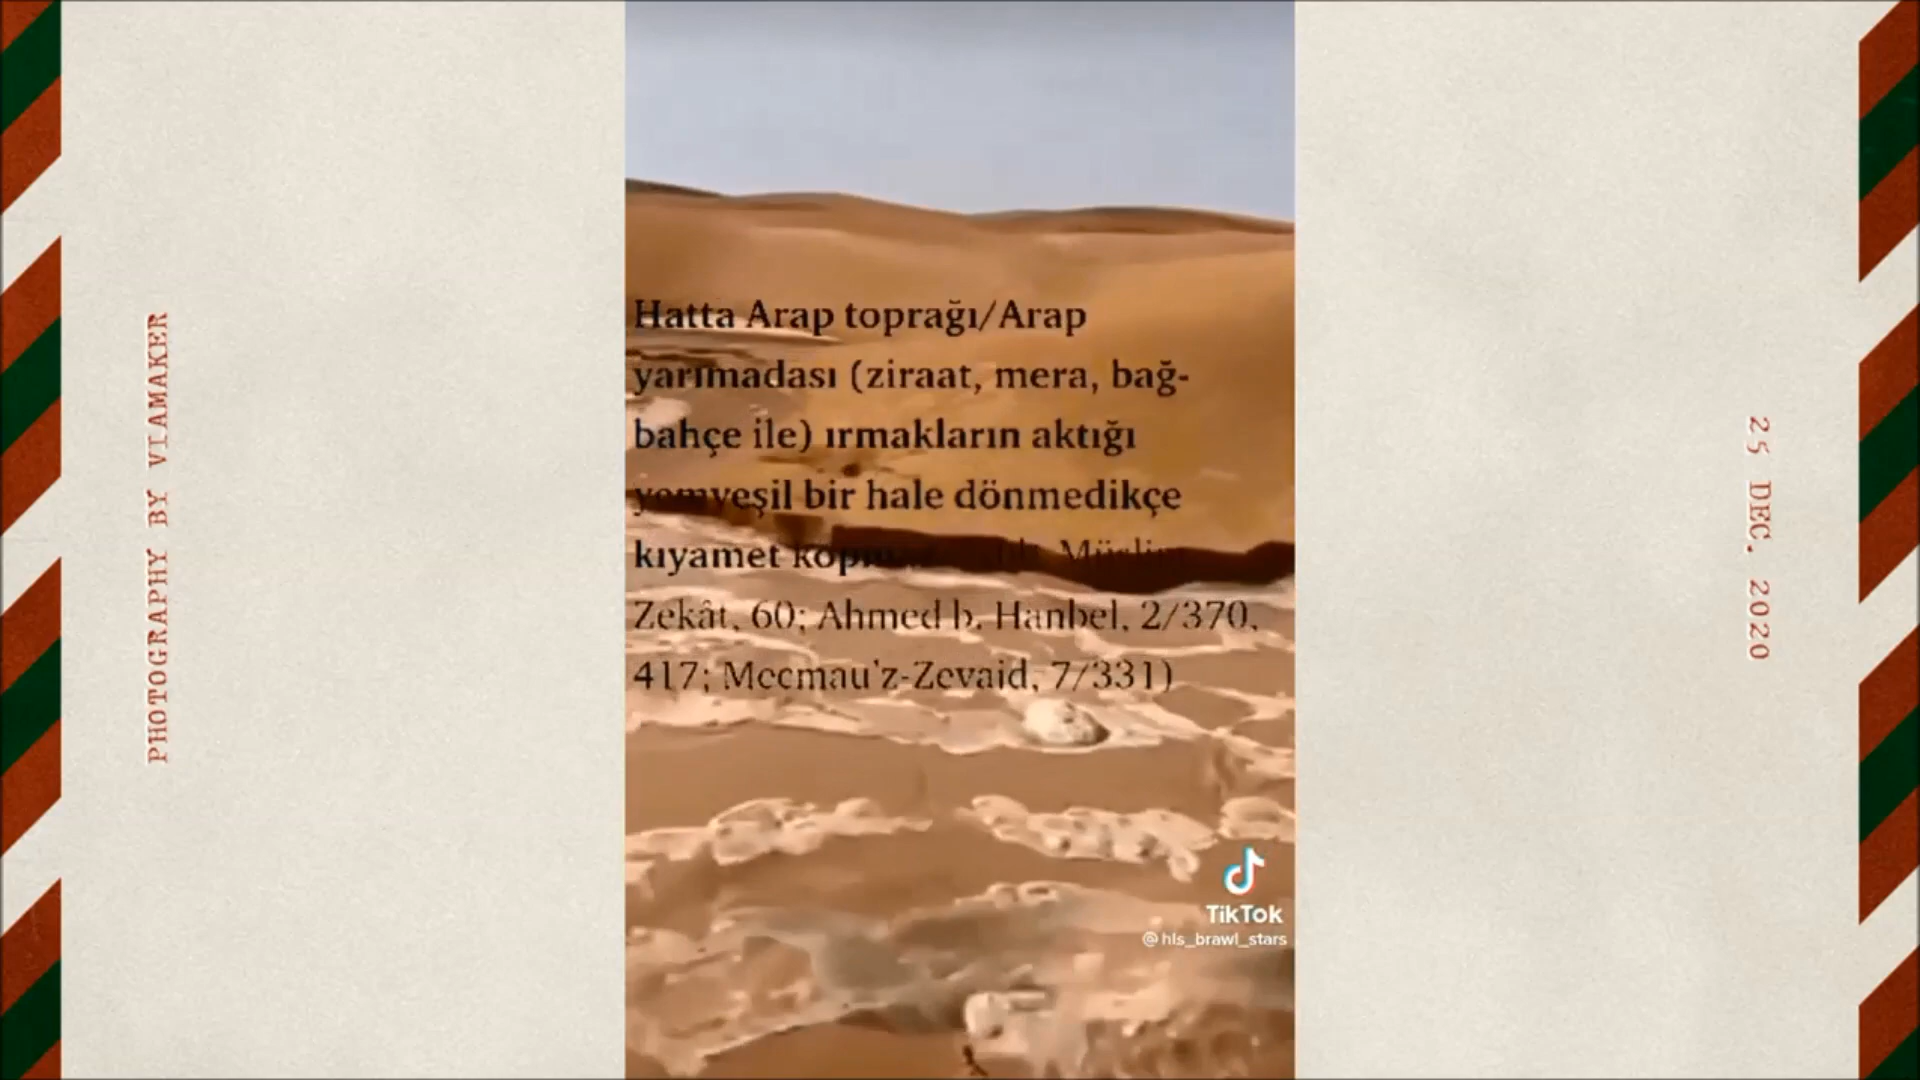 PHOTOGRAPHY BY VIAMAKER
Hatta Arap toprağı/Arap
yarımadası (ziraat, mera, bağ-
bahçe ile) ırmakların aktığı
yemyeşil bir hale dönmedikçe
kıyamet
Zekât, 60; Ahmed b. Hanbel, 2/370,
417; Mecmau'z-Zevaid, 7/331)
TikTok
@hls_brawl_stars
25 DEC. 2020